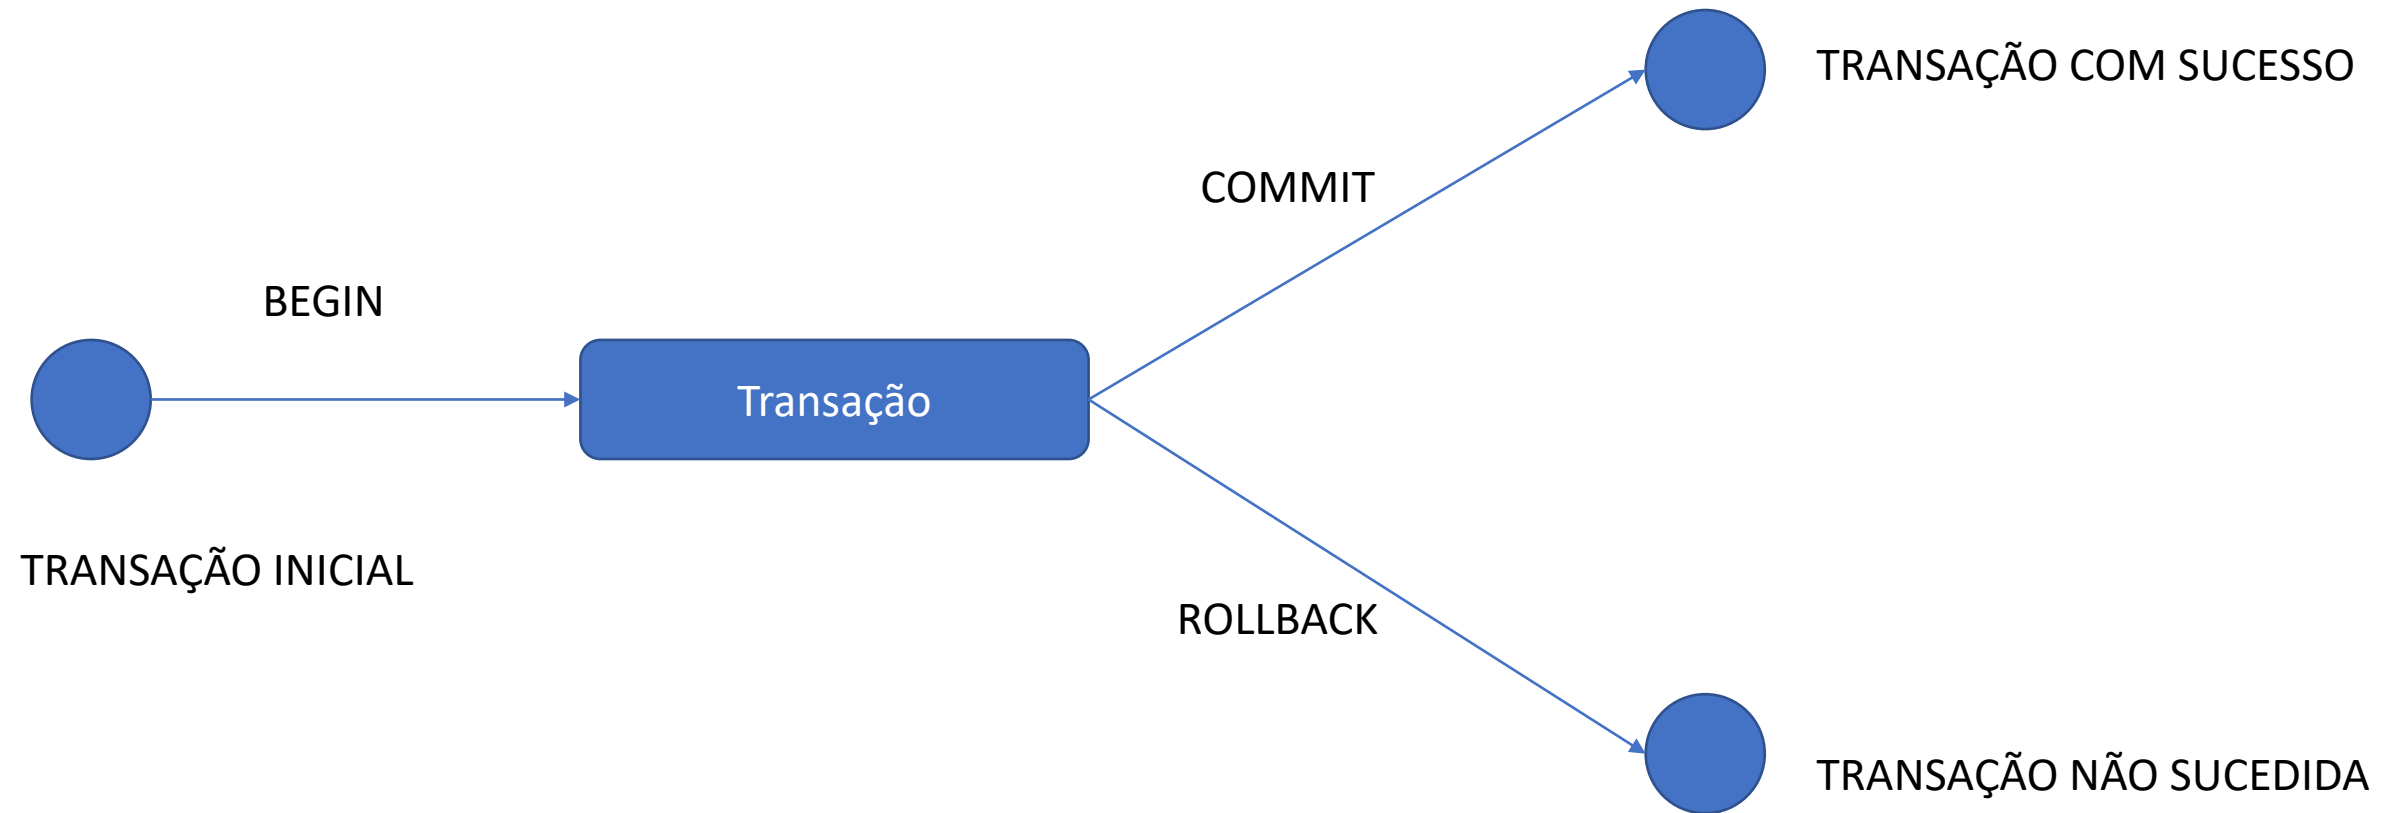 TRANSAÇÃO COM SUCESSO
COMMIT
BEGIN
Transação
TRANSAÇÃO INICIAL
ROLLBACK
TRANSAÇÃO NÃO SUCEDIDA